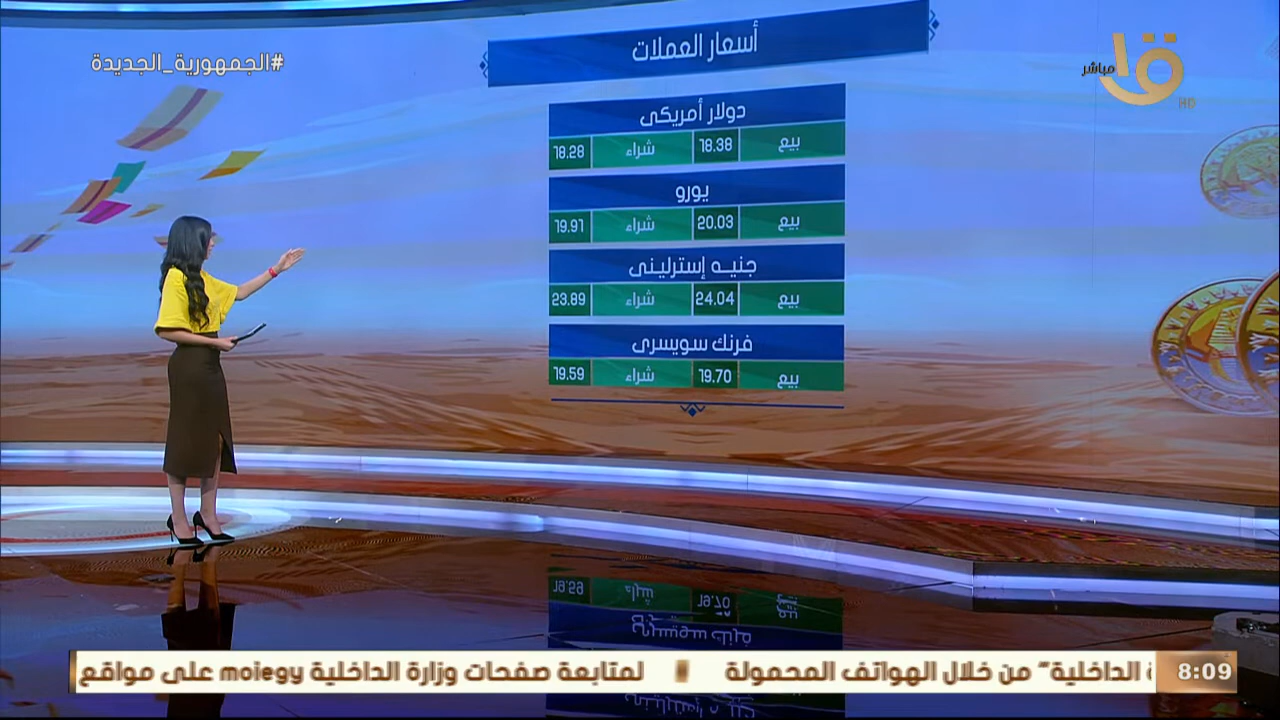 #الجمهورية_الجديدة
مباشر
HD
أسعار العملات
دولار أمريكى
بيع 18.38 شراء 18.28
يورو
بيع 20.03 شراء 19.91
جنيه إسترلينى
بيع 24.04 شراء 23.89
فرنك سويسرى
بيع 19.70 شراء 19.59
8:09 الداخلية" من خلال الهواتف المحمولة لمتابعة صفحات وزارة الداخلية moiegy على مواقع